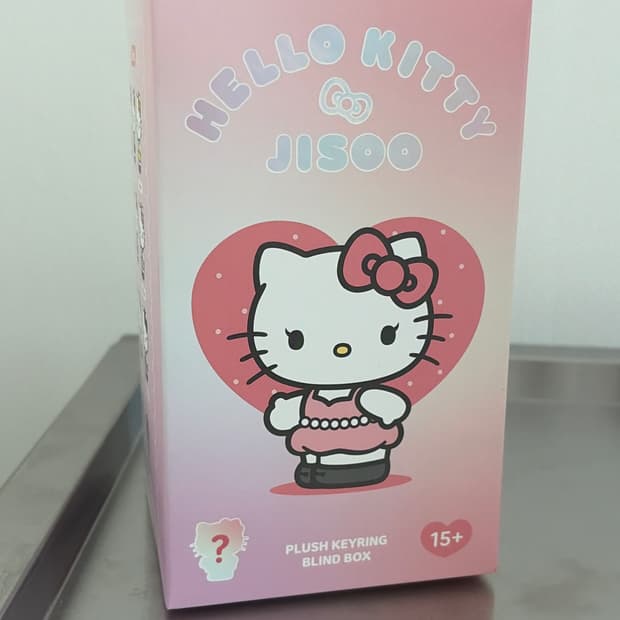 HELLO KITTY
JISOO
?
PLUSH KEYRING
BLIND BOX
15+